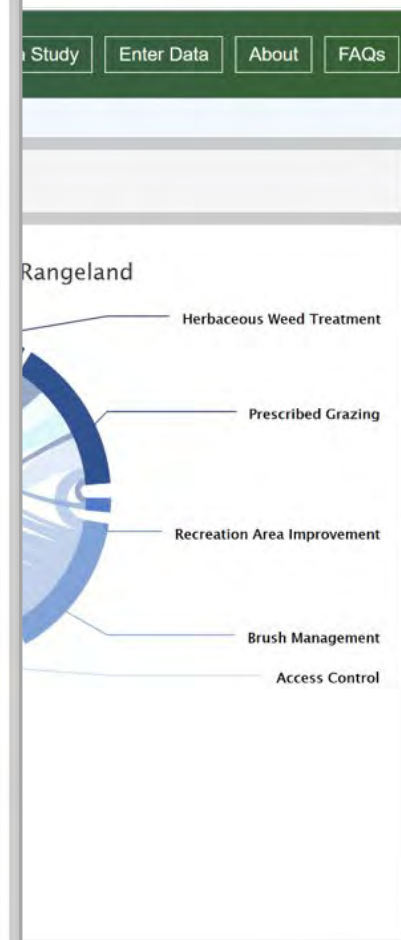 Study
Enter Data
About
FAQs
Rangeland
Herbaceous Weed Treatment
Prescribed Grazing
Recreation Area Improvement
Brush Management
Access Control